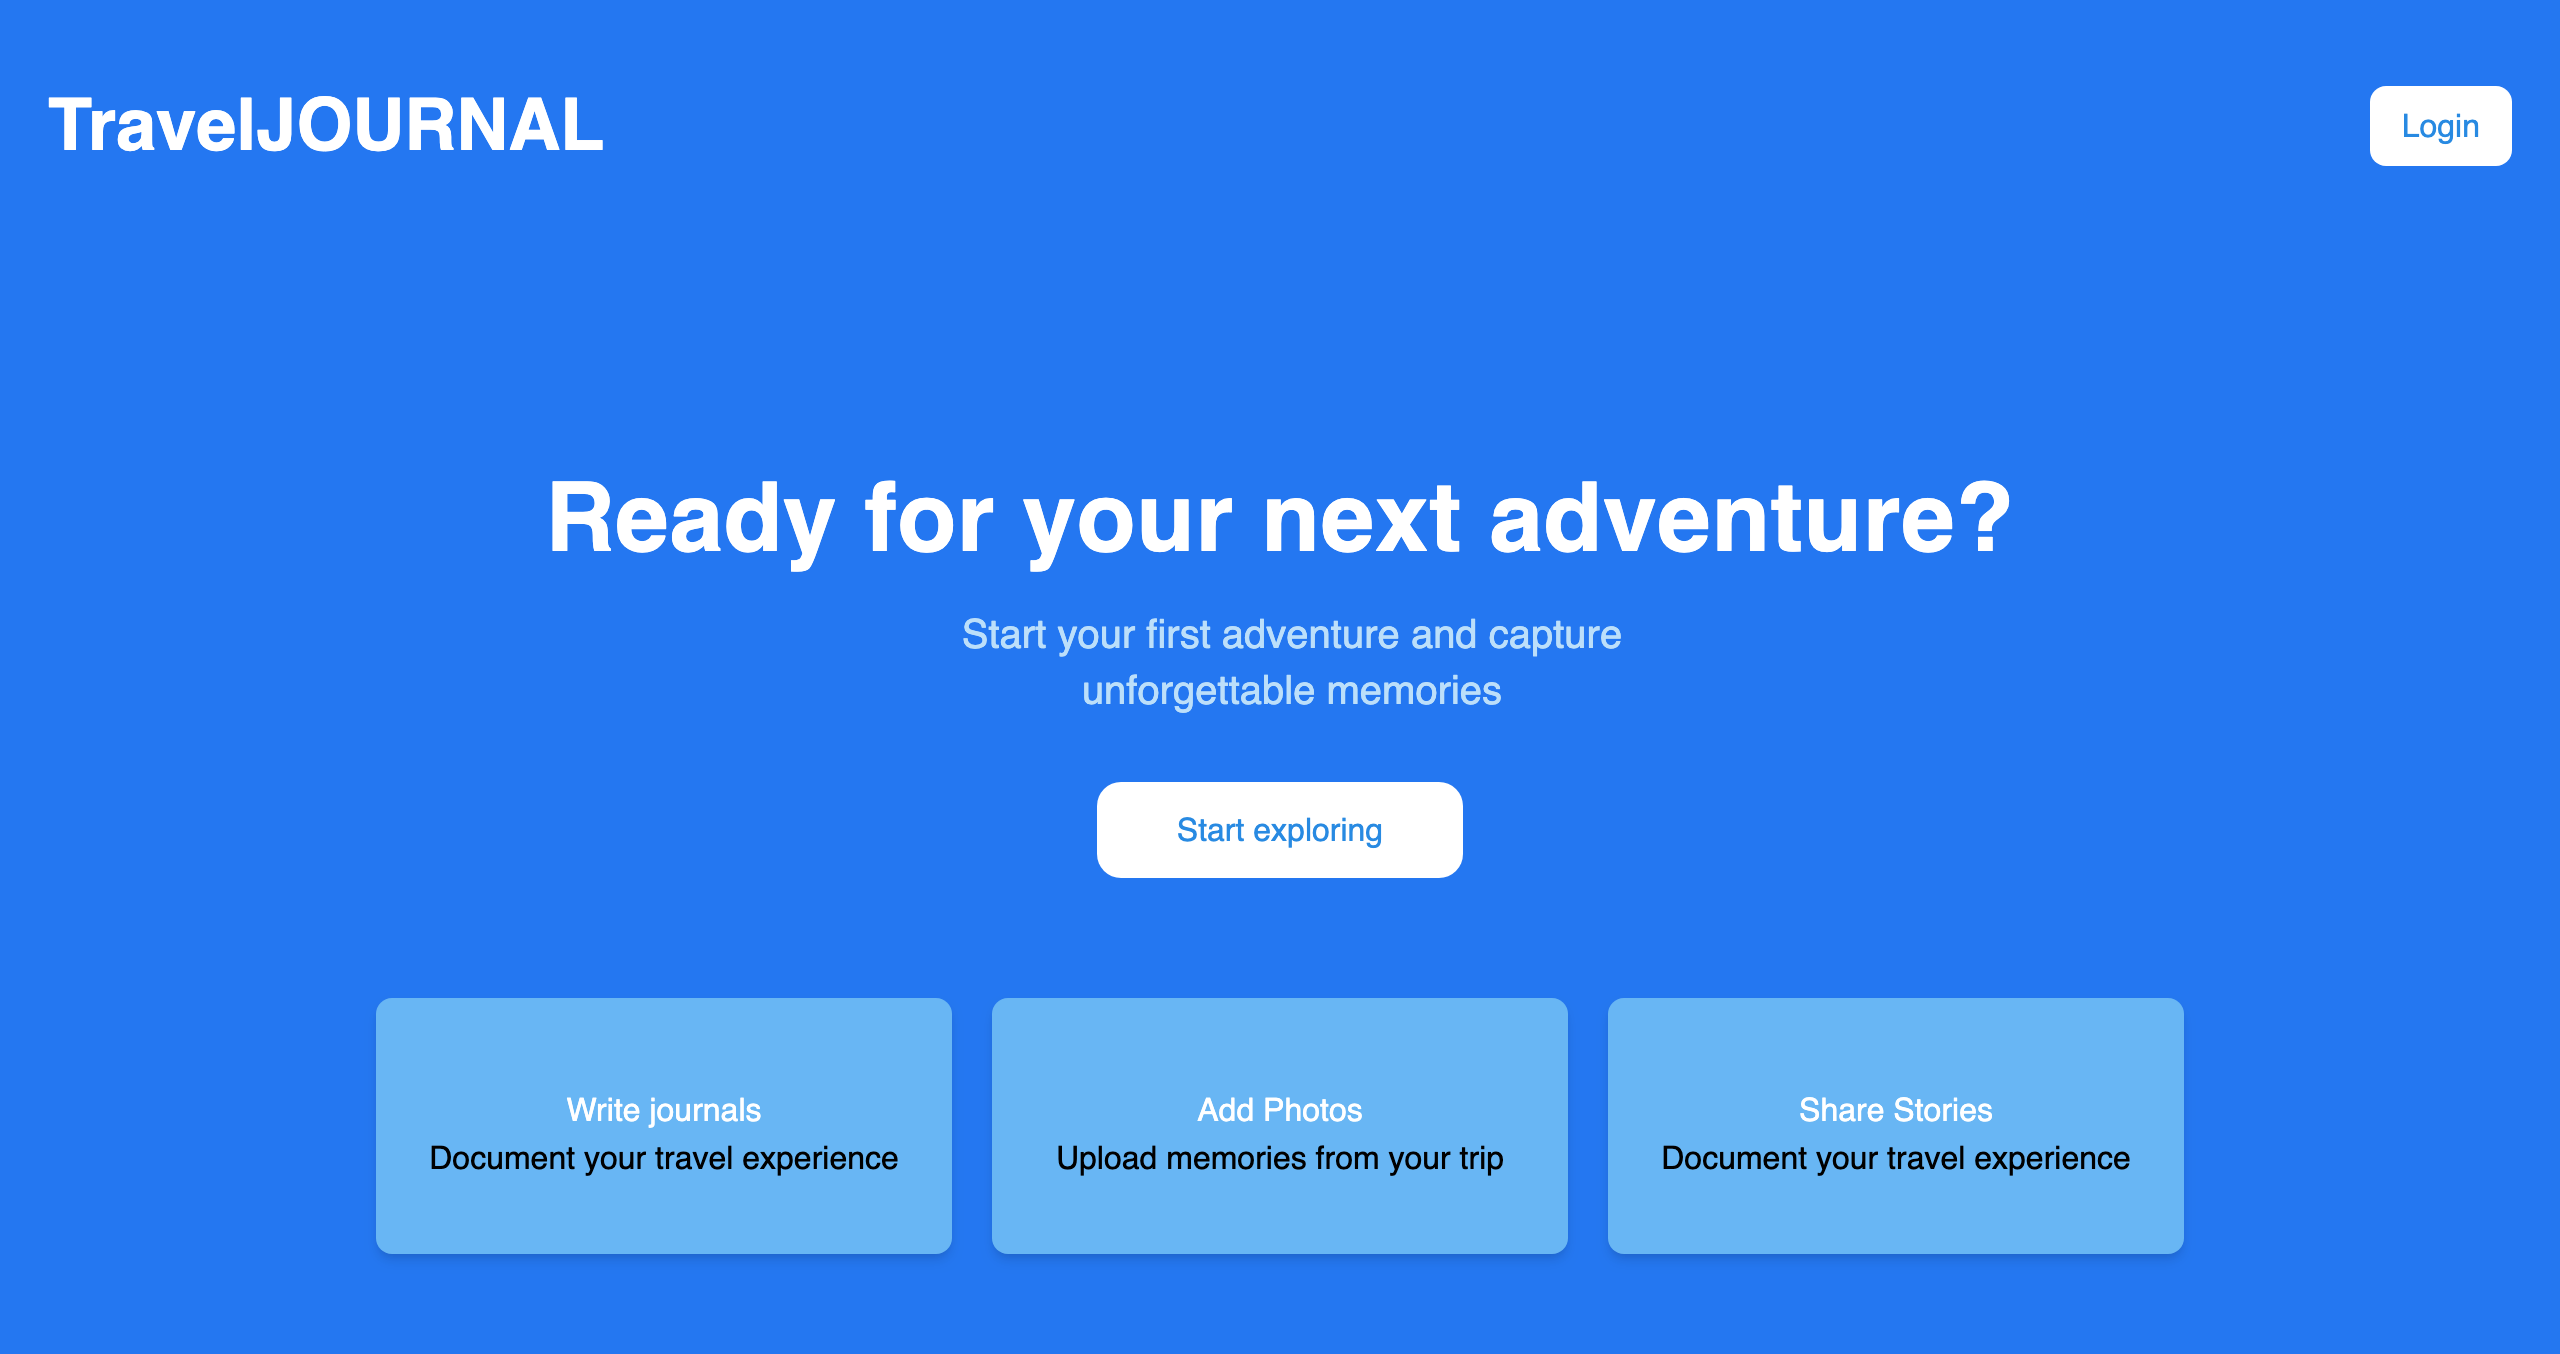 TravelJOURNAL
Login
Ready for your next adventure?
Start your first adventure and capture
unforgettable memories
Start exploring
Write journals
Document your travel experience
Add Photos
Upload memories from your trip
Share Stories
Document your travel experience